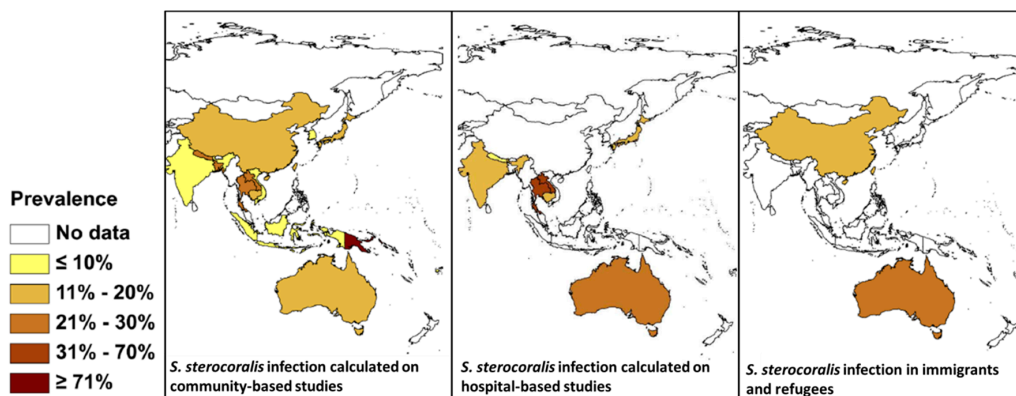 Prevalence
No data
≤ 10%
11% - 20%
21% - 30%
31% - 70%
≥ 71%
S. sterocoralis infection calculated on
community-based studies
S. sterocoralis infection calculated on
hospital-based studies
S. sterocoralis infection in immigrants
and refugees